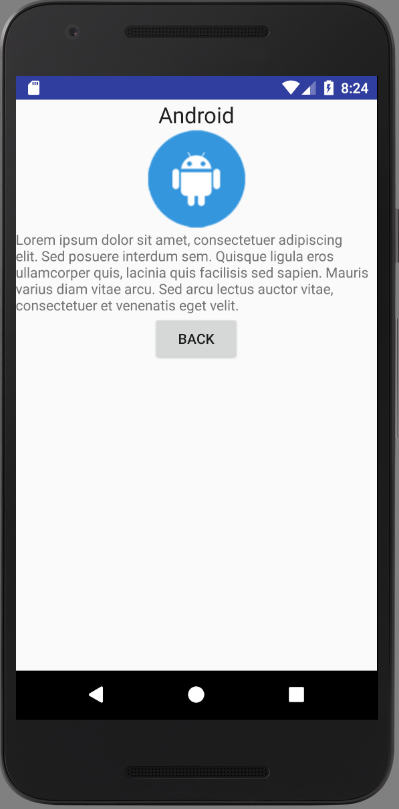 8:24
Android
Lorem ipsum dolor sit amet, consectetuer adipiscing
elit. Sed posuere interdum sem. Quisque ligula eros
ullamcorper quis, lacinia quis facilisis sed sapien. Mauris
varius diam vitae arcu. Sed arcu lectus auctor vitae,
consectetuer et venenatis eget velit.
BACK